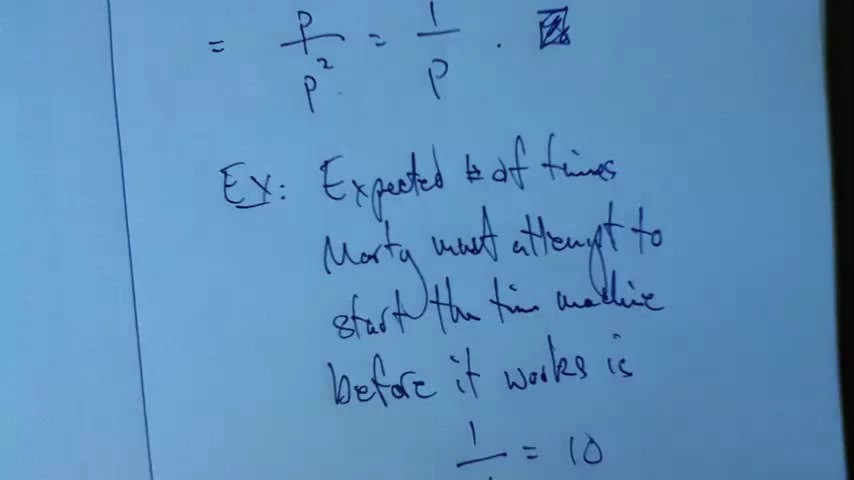 = p/p² = 1/p .
Ex: Expected # of times
Marty must attempt to
start the time machine
before it works is
1/ = 10